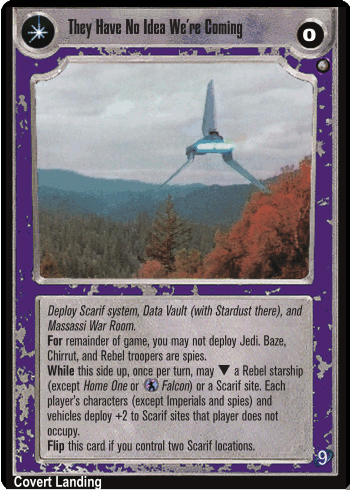 They Have No Idea We're Coming
0
Deploy Scarif system, Data Vault (with Stardust there), and
Massassi War Room.
For remainder of game, you may not deploy Jedi. Baze,
Chirrut, and Rebel troopers are spies.
While this side up, once per turn, may ▼ a Rebel starship
(except Home One or Falcon) or a Scarif site. Each
player's characters (except Imperials and spies) and
vehicles deploy +2 to Scarif sites that player does not
occupy.
Flip this card if you control two Scarif locations.
9
Covert Landing